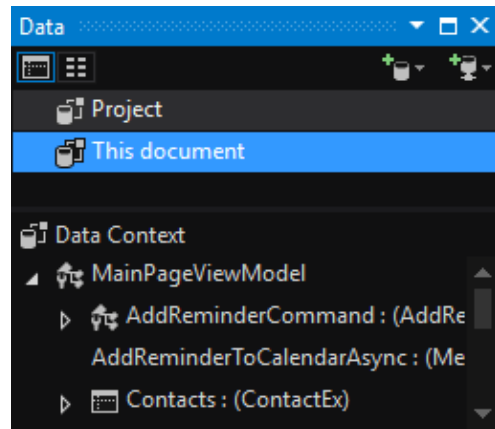 Data
Project
This document
Data Context
MainPageViewModel
AddReminderCommand : (AddRe
AddReminderToCalendarAsync : (Me
Contacts : (ContactEx)